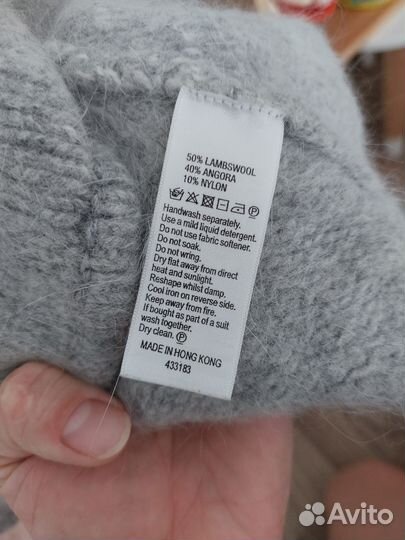 50% LAMBSWOOL
40% ANGORA
10% NYLON
P
Handwash separately.
Use a mild liquid detergent.
Do not use fabric softener.
Do not soak.
Do not wring.
Dry flat away from direct
heat and sunlight.
Reshape whilst damp.
Cool iron on reverse side.
Keep away from fire.
If bought as part of a suit
wash together.
Dry clean. P
MADE IN HONG KONG
433183
Avito